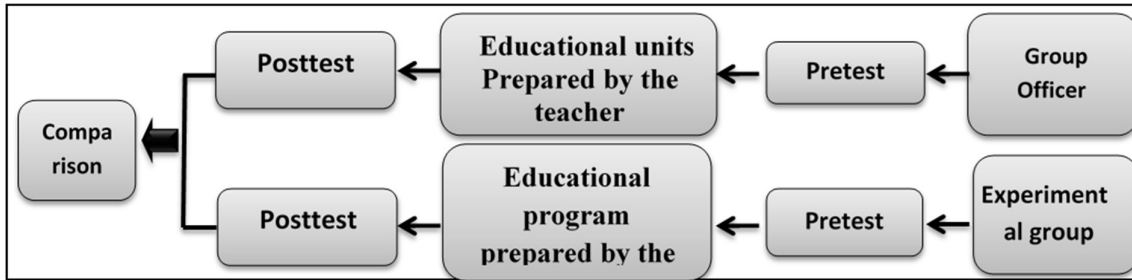 Group
Officer
Pretest
Educational units
Prepared by the
teacher
Posttest
Compa
rison
Experiment
al group
Pretest
Educational
program
prepared by the
Posttest